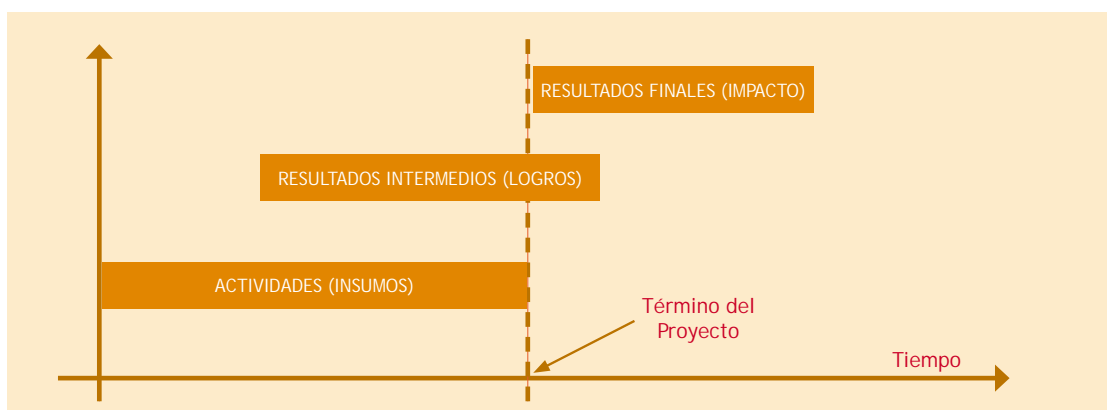 RESULTADOS FINALES (IMPACTO)
RESULTADOS INTERMEDIOS (LOGROS)
ACTIVIDADES (INSUMOS)
Término del
Proyecto
Tiempo